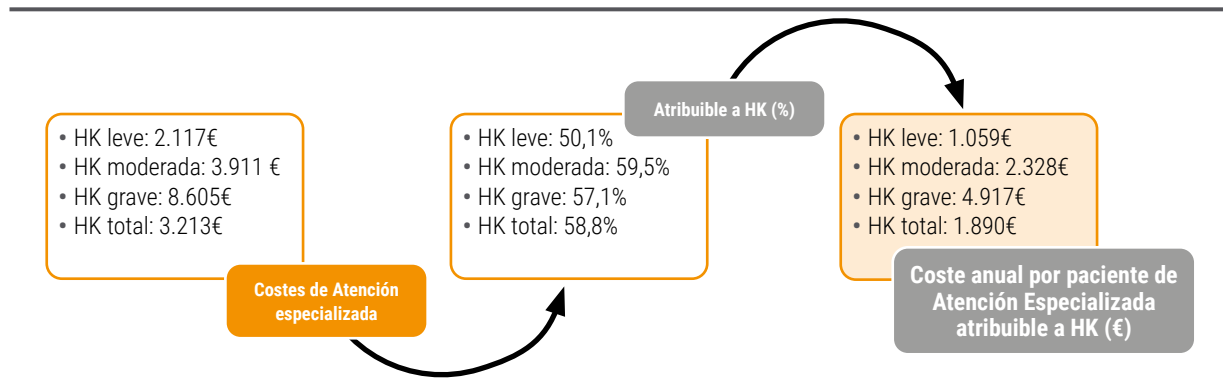 • HK leve: 2.117€
• HK moderada: 3.911 €
• HK grave: 8.605€
• HK total: 3.213€
Costes de Atención
especializada
• HK leve: 50,1%
• HK moderada: 59,5%
• HK grave: 57,1%
• HK total: 58,8%
Atribuible a HK (%)
• HK leve: 1.059€
• HK moderada: 2.328€
• HK grave: 4.917€
• HK total: 1.890€
Coste anual por paciente de
Atención Especializada
atribuible a HK (€)